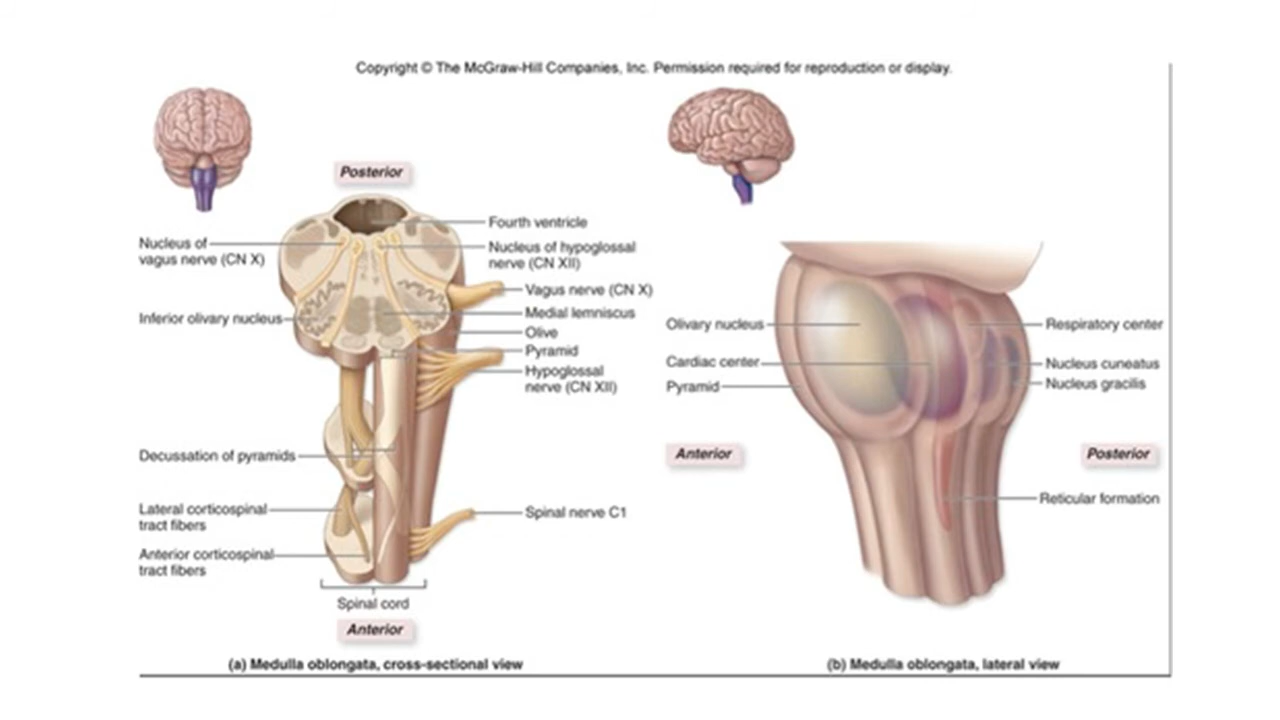 Copyright © The McGraw-Hill Companies, Inc. Permission required for reproduction or display.
Posterior
Fourth ventricle
Nucleus of
vagus nerve (CN X)
Nucleus of hypoglossal
nerve (CN XII)
Vagus nerve (CN X)
Inferior olivary nucleus
Medial lemniscus
Olive
Pyramid
Hypoglossal
nerve (CN XII)
Decussation of pyramids
Lateral corticospinal
tract fibers
Spinal nerve C1
Anterior corticospinal
tract fibers
Spinal cord
Anterior
(a) Medulla oblongata, cross-sectional view
Olivary nucleus
Respiratory center
Cardiac center
Nucleus cuneatus
Pyramid
Nucleus gracilis
Anterior
Posterior
Reticular formation
(b) Medulla oblongata, lateral view